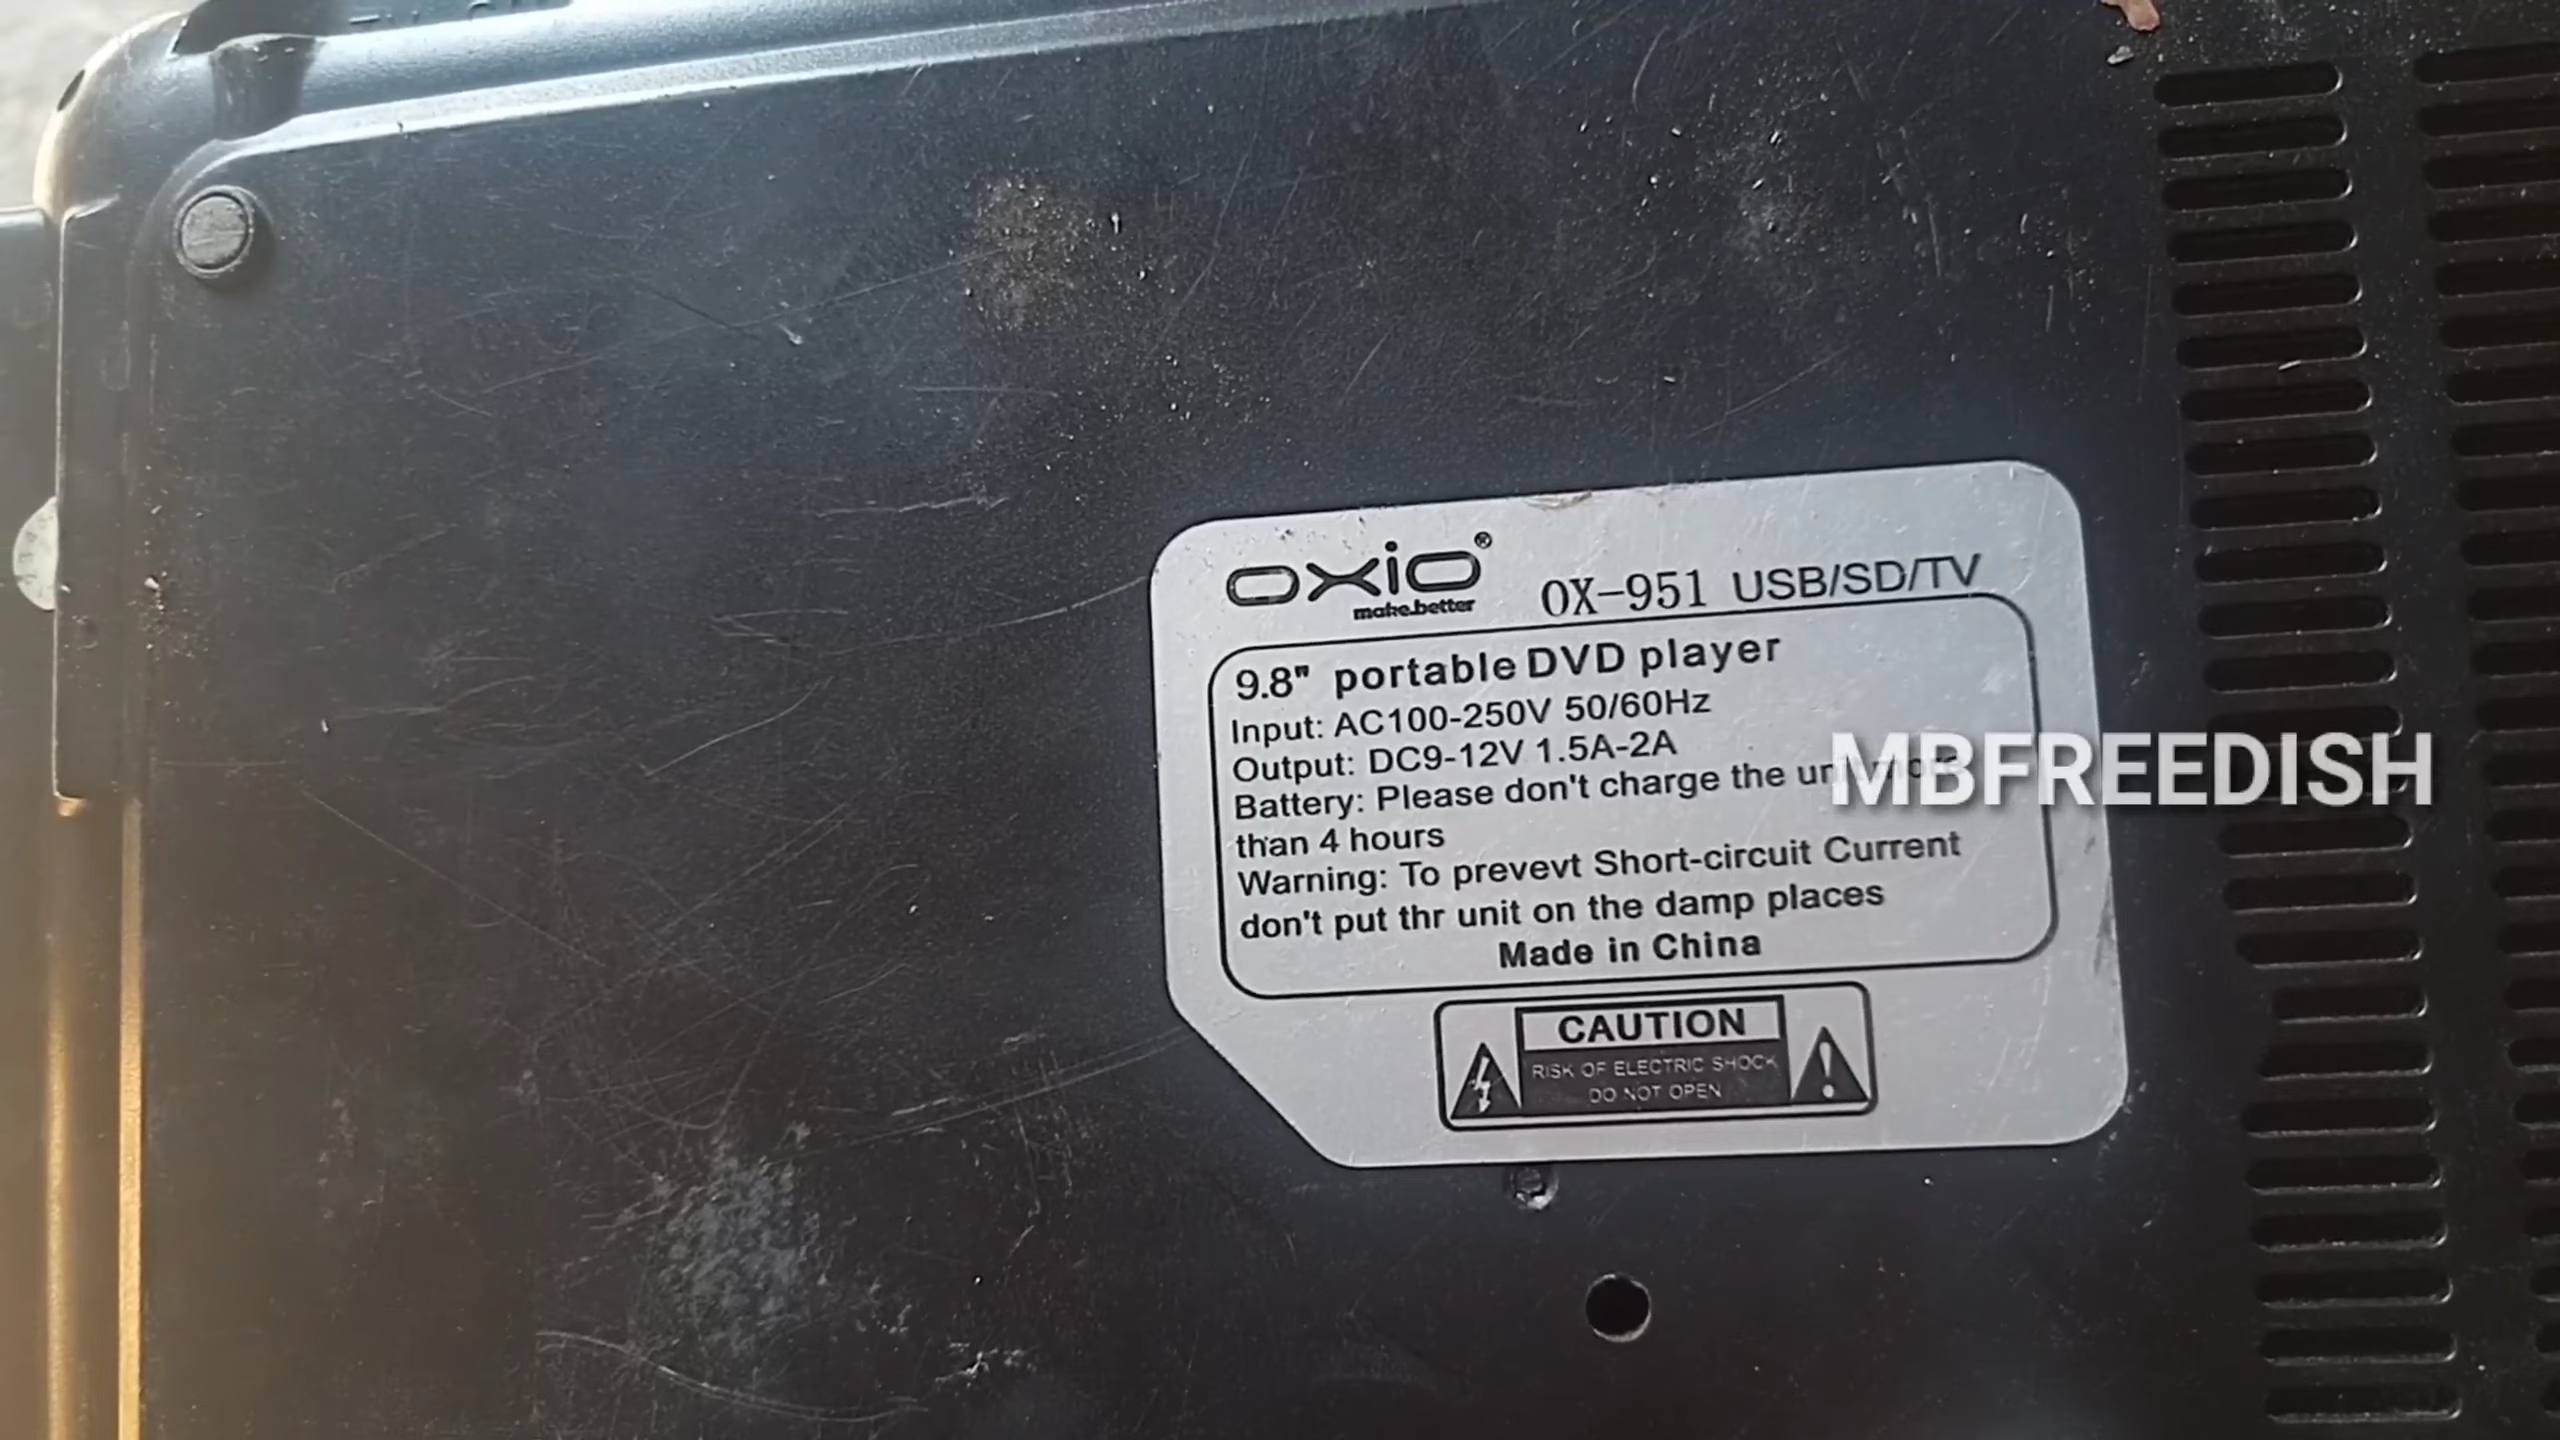 OXiO®
make.better
OX-951 USB/SD/TV
9.8" portable DVD player
Input: AC100-250V 50/60Hz
Output: DC9-12V 1.5A-2A
Battery: Please don't charge the unit more
than 4 hours
Warning: To prevevt Short-circuit Current
don't put thr unit on the damp places
Made in China
CAUTION
RISK OF ELECTRIC SHOCK
DO NOT OPEN
MBFREEDISH